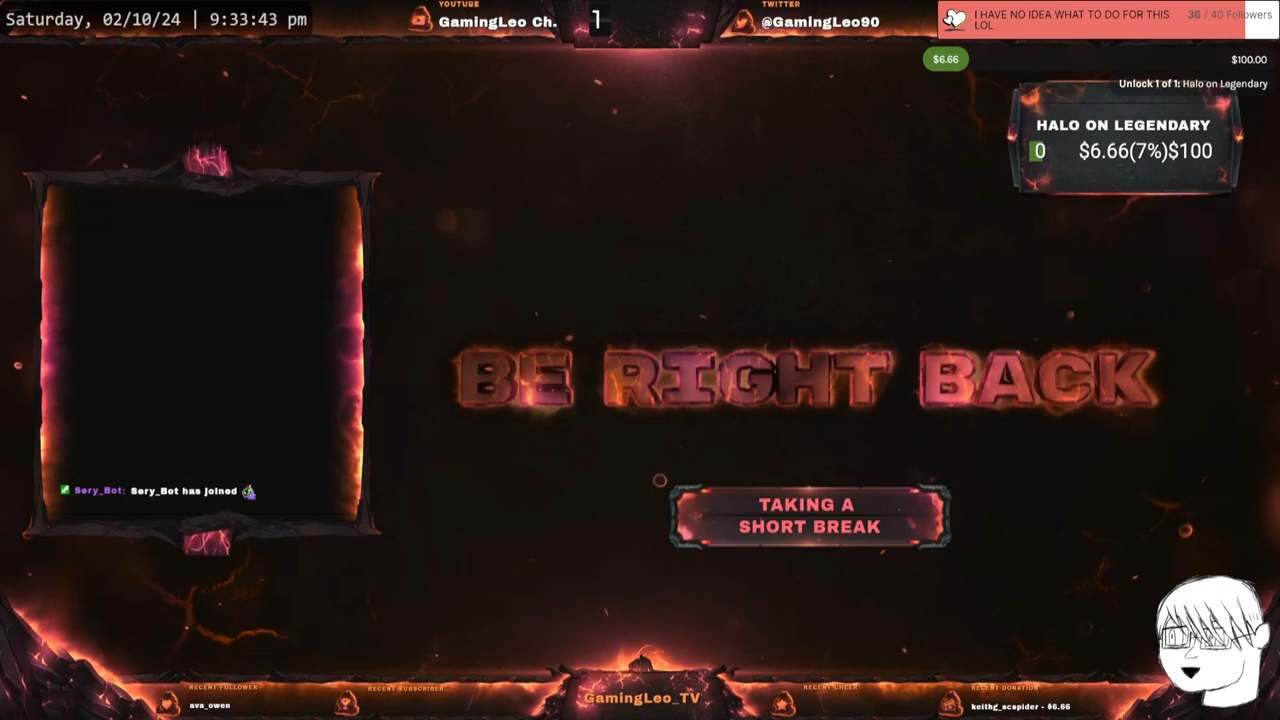 Saturday, 02/10/24 | 9:33:43 pm
YOUTUBE
GamingLeo Ch.
1
TWITTER
@GamingLeo90
I HAVE NO IDEA WHAT TO DO FOR THIS
LOL
36 / 40 Followers
$6.66
$100.00
Unlock 1 of 1: Halo on Legendary
HALO ON LEGENDARY
0 $6.66(7%)$100
BE RIGHT BACK
Sery_Bot: Sery_Bot has joined
TAKING A
SHORT BREAK
RECENT FOLLOWER
ava_owen
RECENT SUBSCRIBER
GamingLeo_TV
RECENT CHEER
RECENT DONATION
keithg_scspider - $6.66